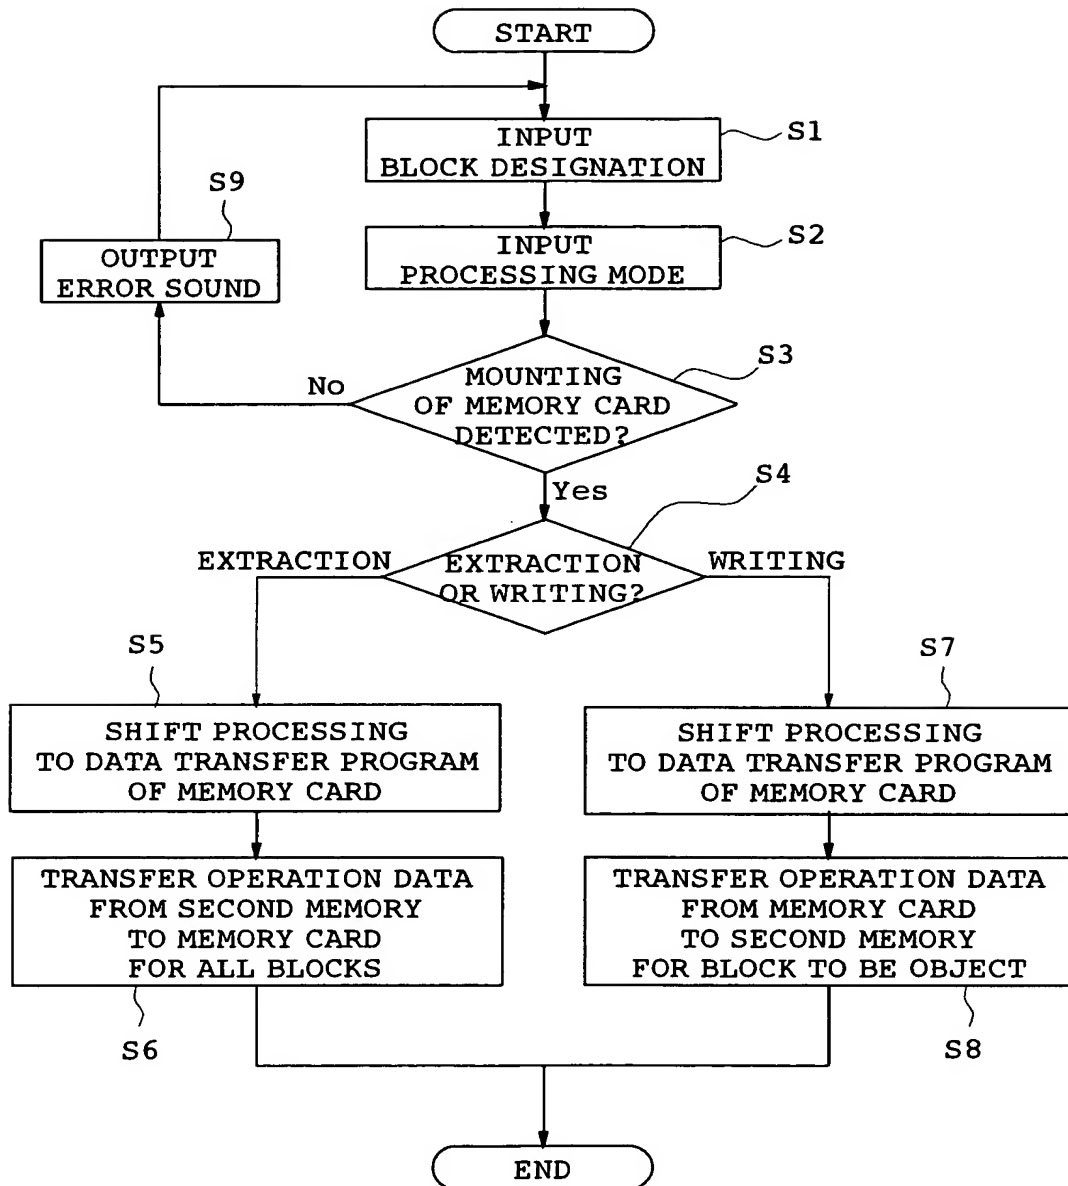 START
INPUT
BLOCK DESIGNATION
S1
S9
OUTPUT
ERROR SOUND
INPUT
PROCESSING MODE
S2
MOUNTING
OF MEMORY CARD
DETECTED?
S3
No
Yes
S4
EXTRACTION
EXTRACTION
OR WRITING?
WRITING
S5
S7
SHIFT PROCESSING
TO DATA TRANSFER PROGRAM
OF MEMORY CARD
SHIFT PROCESSING
TO DATA TRANSFER PROGRAM
OF MEMORY CARD
TRANSFER OPERATION DATA
FROM SECOND MEMORY
TO MEMORY CARD
FOR ALL BLOCKS
TRANSFER OPERATION DATA
FROM MEMORY CARD
TO SECOND MEMORY
FOR BLOCK TO BE OBJECT
S6
S8
END